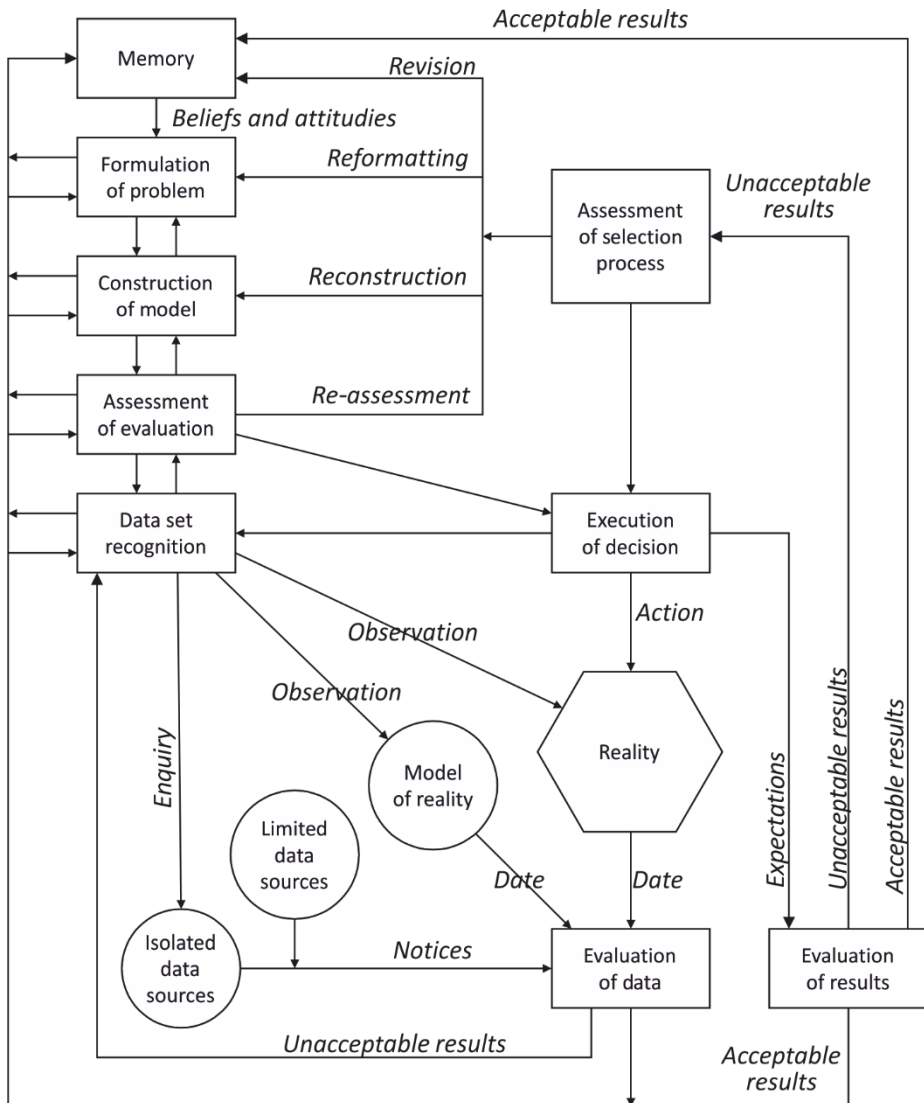 Acceptable results
Memory
Revision
Beliefs and attitudies
Formulation
of problem
Reformatting
Assessment
of selection
process
Unacceptable
results
Construction
of model
Reconstruction
Assessment
of evaluation
Re-assessment
Data set
recognition
Execution
of decision
Action
Observation
Observation
Enquiry
Model
of reality
Reality
Expectations
Unacceptable results
Acceptable results
Limited
data
sources
Date
Date
Isolated
data
sources
Notices
Evaluation
of data
Evaluation
of results
Unacceptable results
Acceptable
results